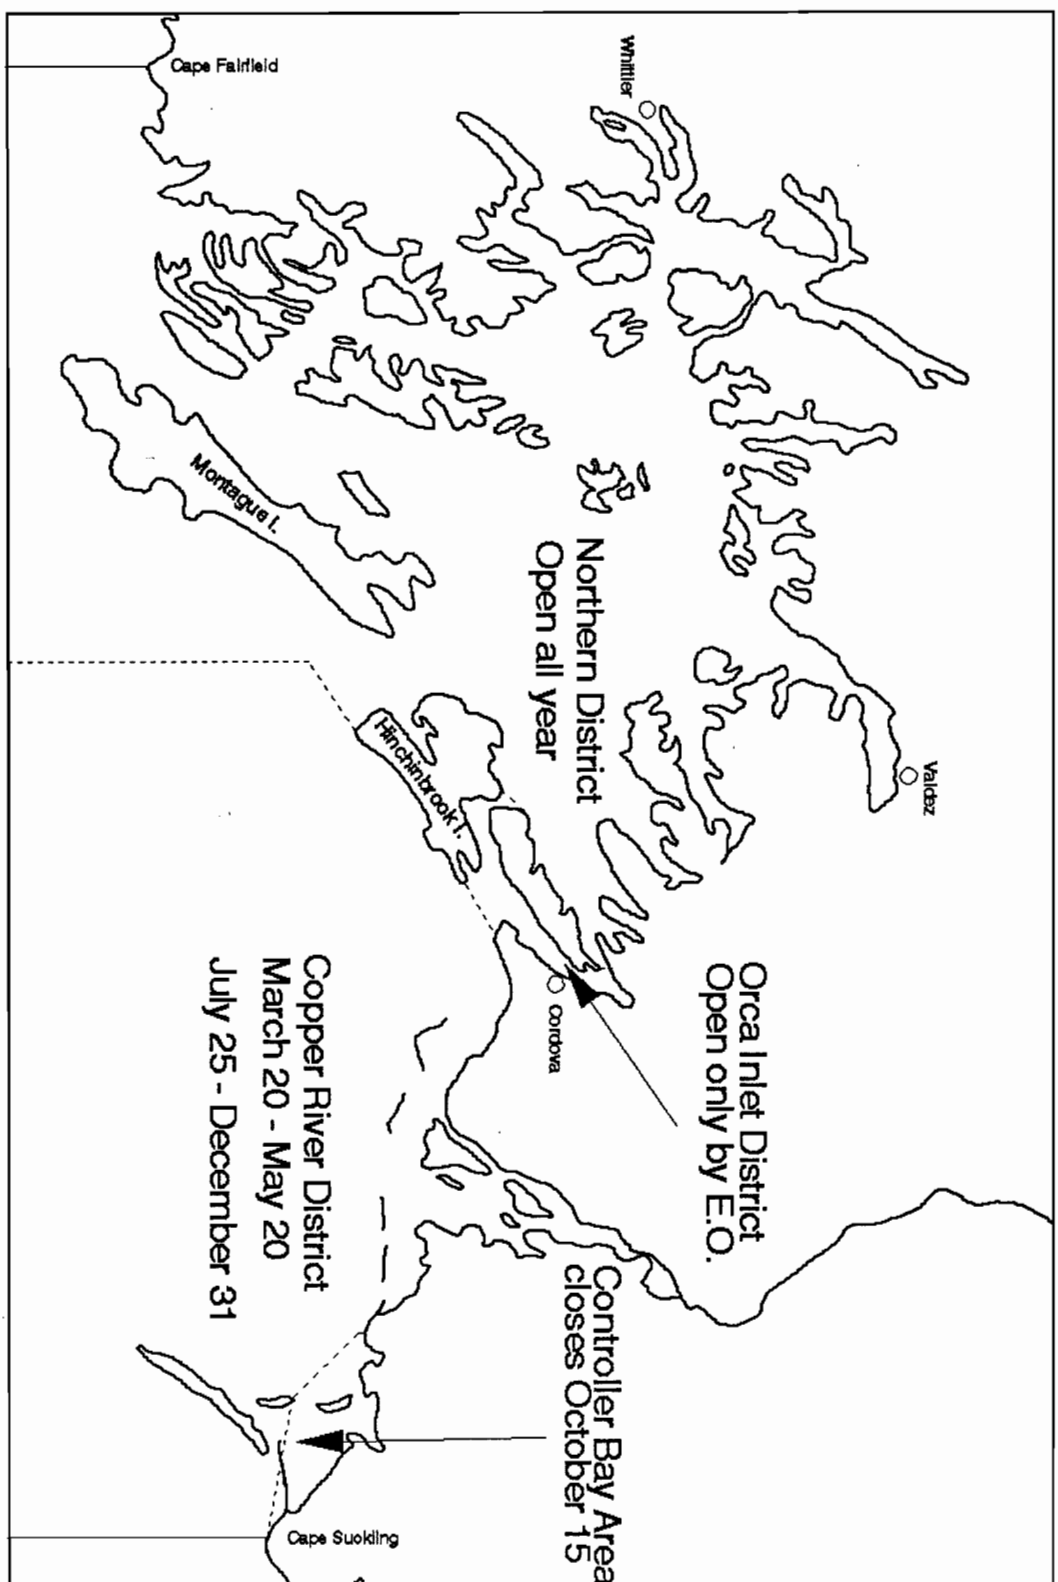 Cape Fairfield
Whittier
Montague I.
Northern District
Open all year
Valdez
Hinchinbrook I.
Orca Inlet District
Open only by E.O.
Cordova
Copper River District
March 20 - May 20
July 25 - December 31
Controller Bay Area
closes October 15
Cape Suckling